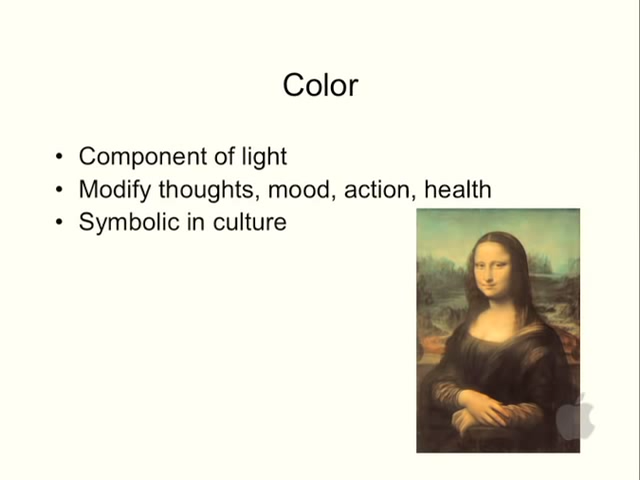 Color
• Component of light
• Modify thoughts, mood, action, health
• Symbolic in culture